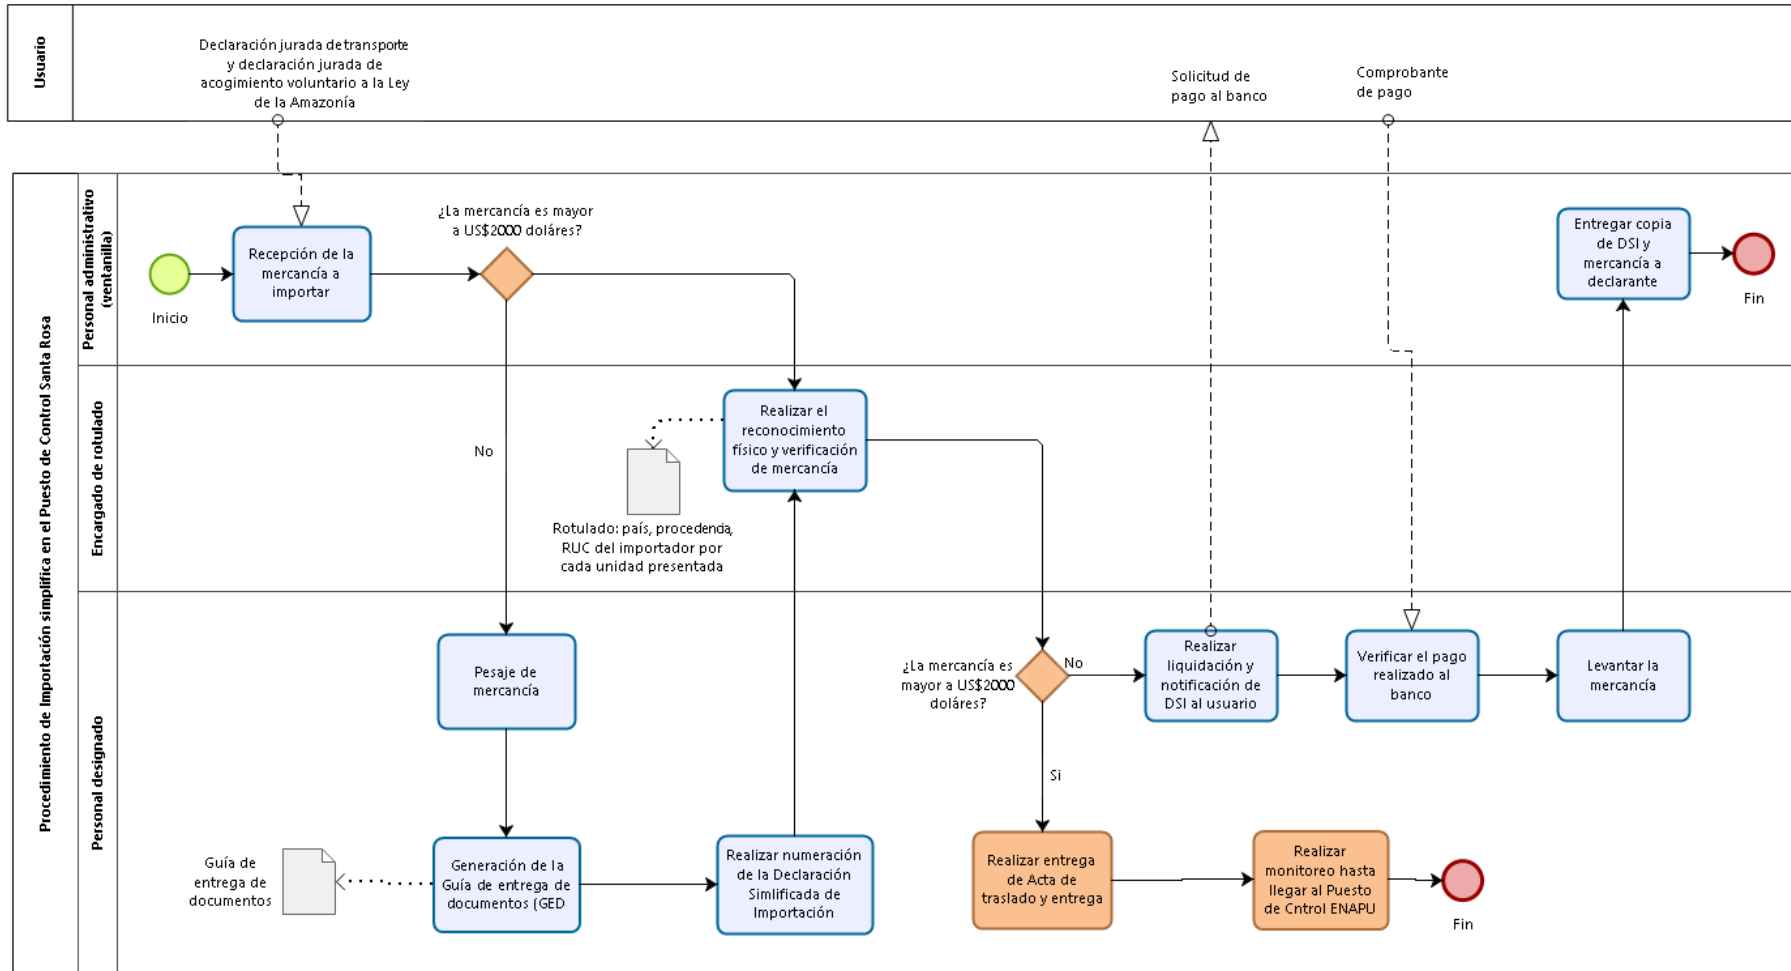 Usuario
Declaración jurada de transporte
y declaración jurada de
acogimiento voluntario a la Ley
de la Amazonía
Solicitud de
pago al banco
Comprobante
de pago
Procedimiento de Importación simplifica en el Puesto de Control Santa Rosa
Personal administrativo
(ventanilla)
Inicio
Recepción de la
mercancía a
importar
¿La mercancía es mayor
a US$2000 doláres?
Entregar copia
de DSI y
mercancía a
declarante
Fin
Encargado de rotulado
No
Realizar el
reconocimiento
físico y verificación
de mercancía
Rotulado: país, procedencia,
RUC del importador por
cada unidad presentada
Personal designado
Pesaje de
mercancía
¿La mercancía es
mayor a US$2000
doláres?
No
Realizar
liquidación y
notificación de
DSI al usuario
Verificar el pago
realizado al
banco
Levantar la
mercancía
Si
Guía de
entrega de
documentos
Generación de la
Guía de entrega de
documentos (GED
Realizar numeración
de la Declaración
Simlificada de
Importación
Realizar entrega
de Acta de
traslado y entrega
Realizar
monitoreo hasta
llegar al Puesto
de Cntrol ENAPU
Fin